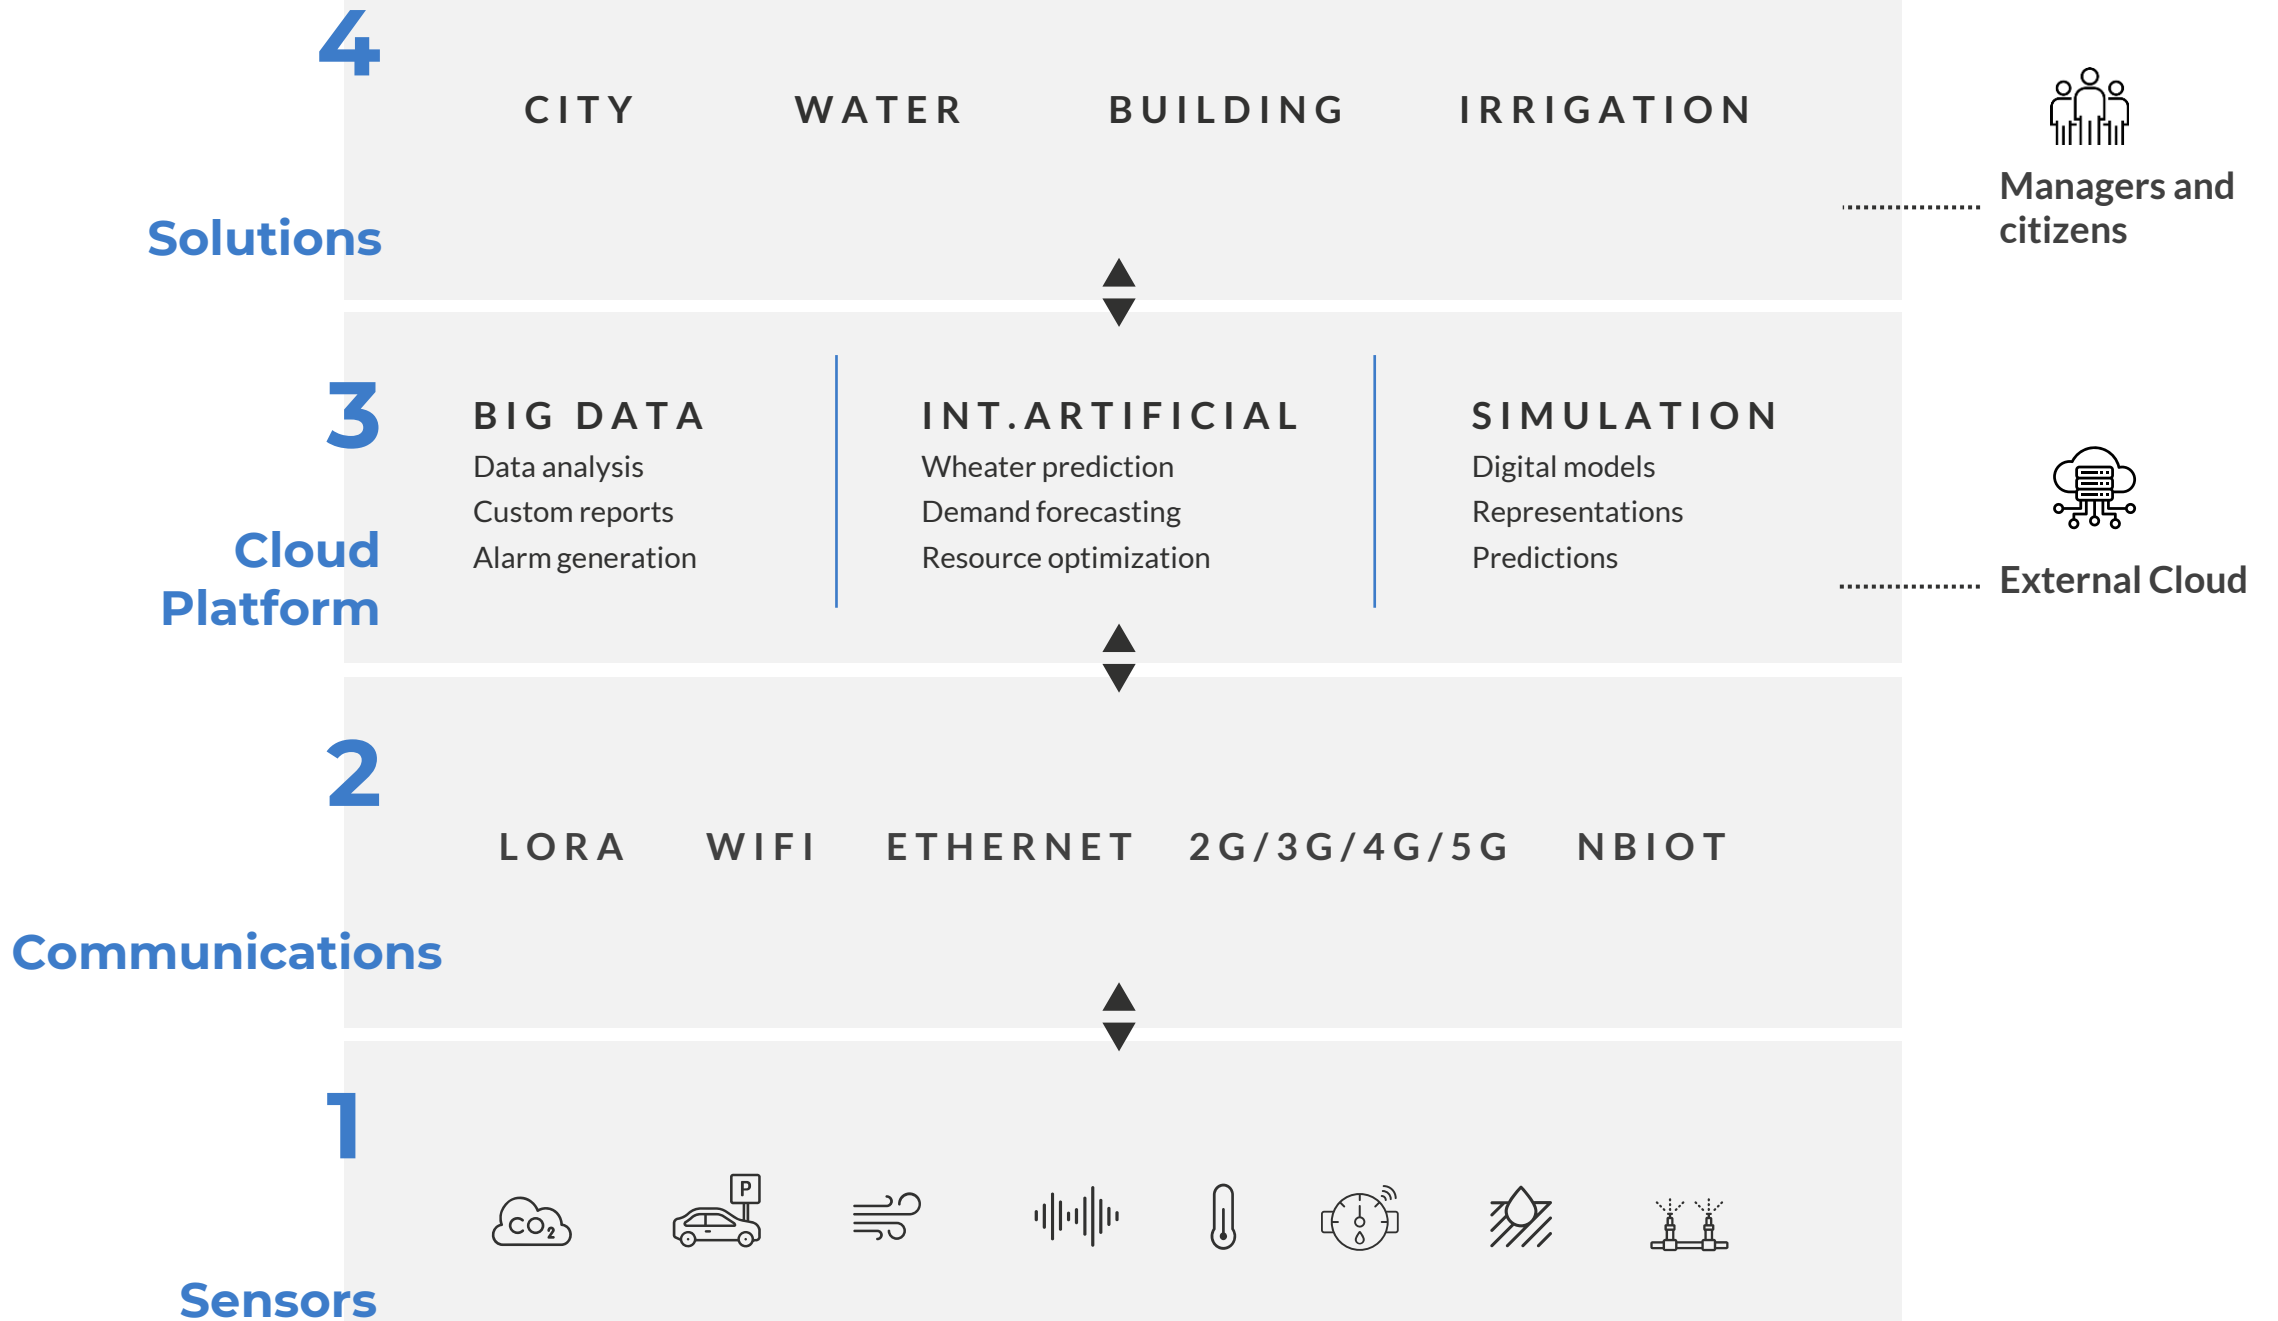 4
CITY WATER BUILDING IRRIGATION
Solutions
Managers and
citizens
3
Cloud
Platform
BIG DATA
Data analysis
Custom reports
Alarm generation
INT.ARTIFICIAL
Wheater prediction
Demand forecasting
Resource optimization
SIMULATION
Digital models
Representations
Predictions
External Cloud
2
LORA WIFI ETHERNET 2G/3G/4G/5G NBIOT
Communications
1
CO2
P
Sensors